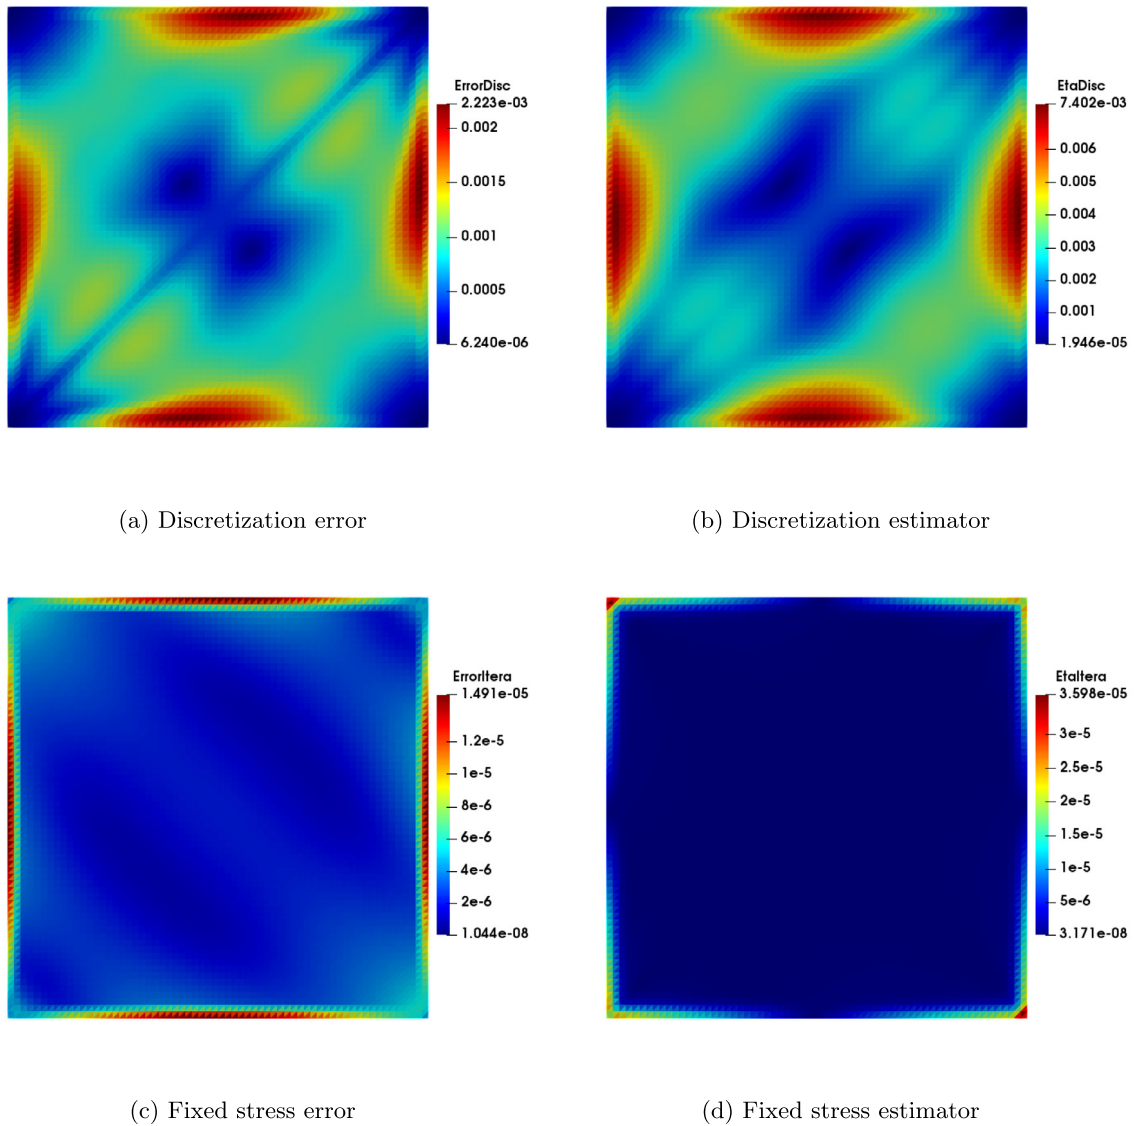 ErrorDisc
2.223e-03
0.002
0.0015
0.001
0.0005
6.240e-06
EtaDisc
7.402e-03
0.006
0.005
0.004
0.003
0.002
0.001
1.946e-05
(a) Discretization error
(b) Discretization estimator
ErrorItera
1.491e-05
1.2e-5
1e-5
8e-6
6e-6
4e-6
2e-6
1.044e-08
EtaItera
3.598e-05
3e-5
2.5e-5
2e-5
1.5e-5
1e-5
5e-6
3.171e-08
(c) Fixed stress error
(d) Fixed stress estimator